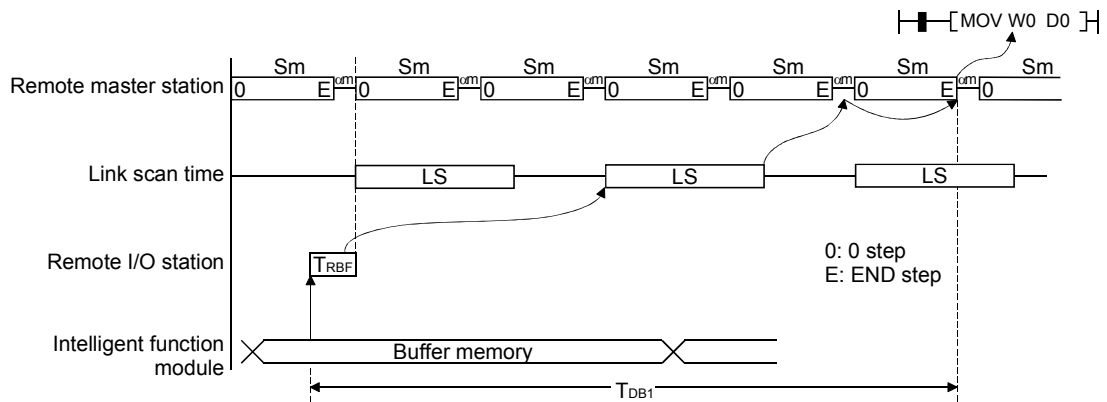 MOV W0 D0
Sm Sm Sm Sm Sm Sm Sm
Remote master station 0 E αm 0 E αm 0 E αm 0 E αm 0 E αm 0 E αm 0
Link scan time LS LS LS
Remote I/O station TRBF
0: 0 step
E: END step
Intelligent function
module
Buffer memory
TDB1